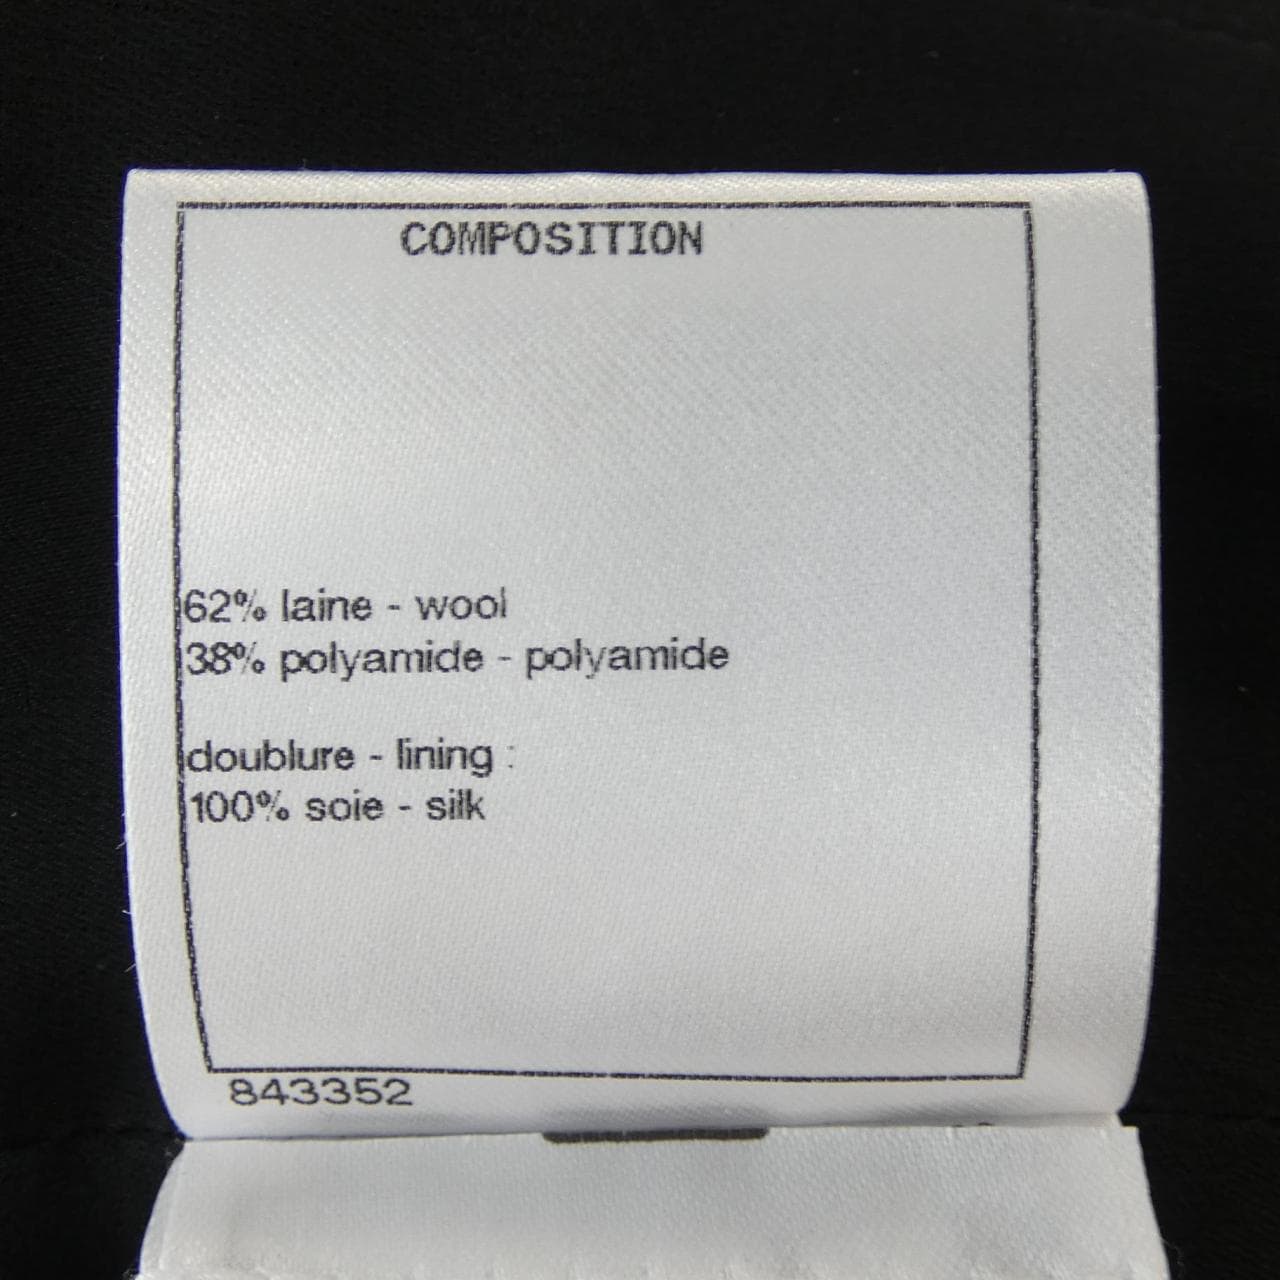 COMPOSITION
62% laine - wool
38% polyamide - polyamide
doublure - lining :
100% soie - silk
843352